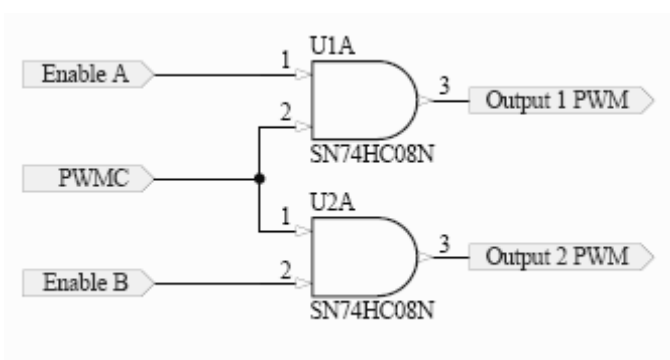 U1A
1
Enable A
3
Output 1 PWM
2
SN74HC08N
PWMC
U2A
1
3
Output 2 PWM
2
Enable B
SN74HC08N